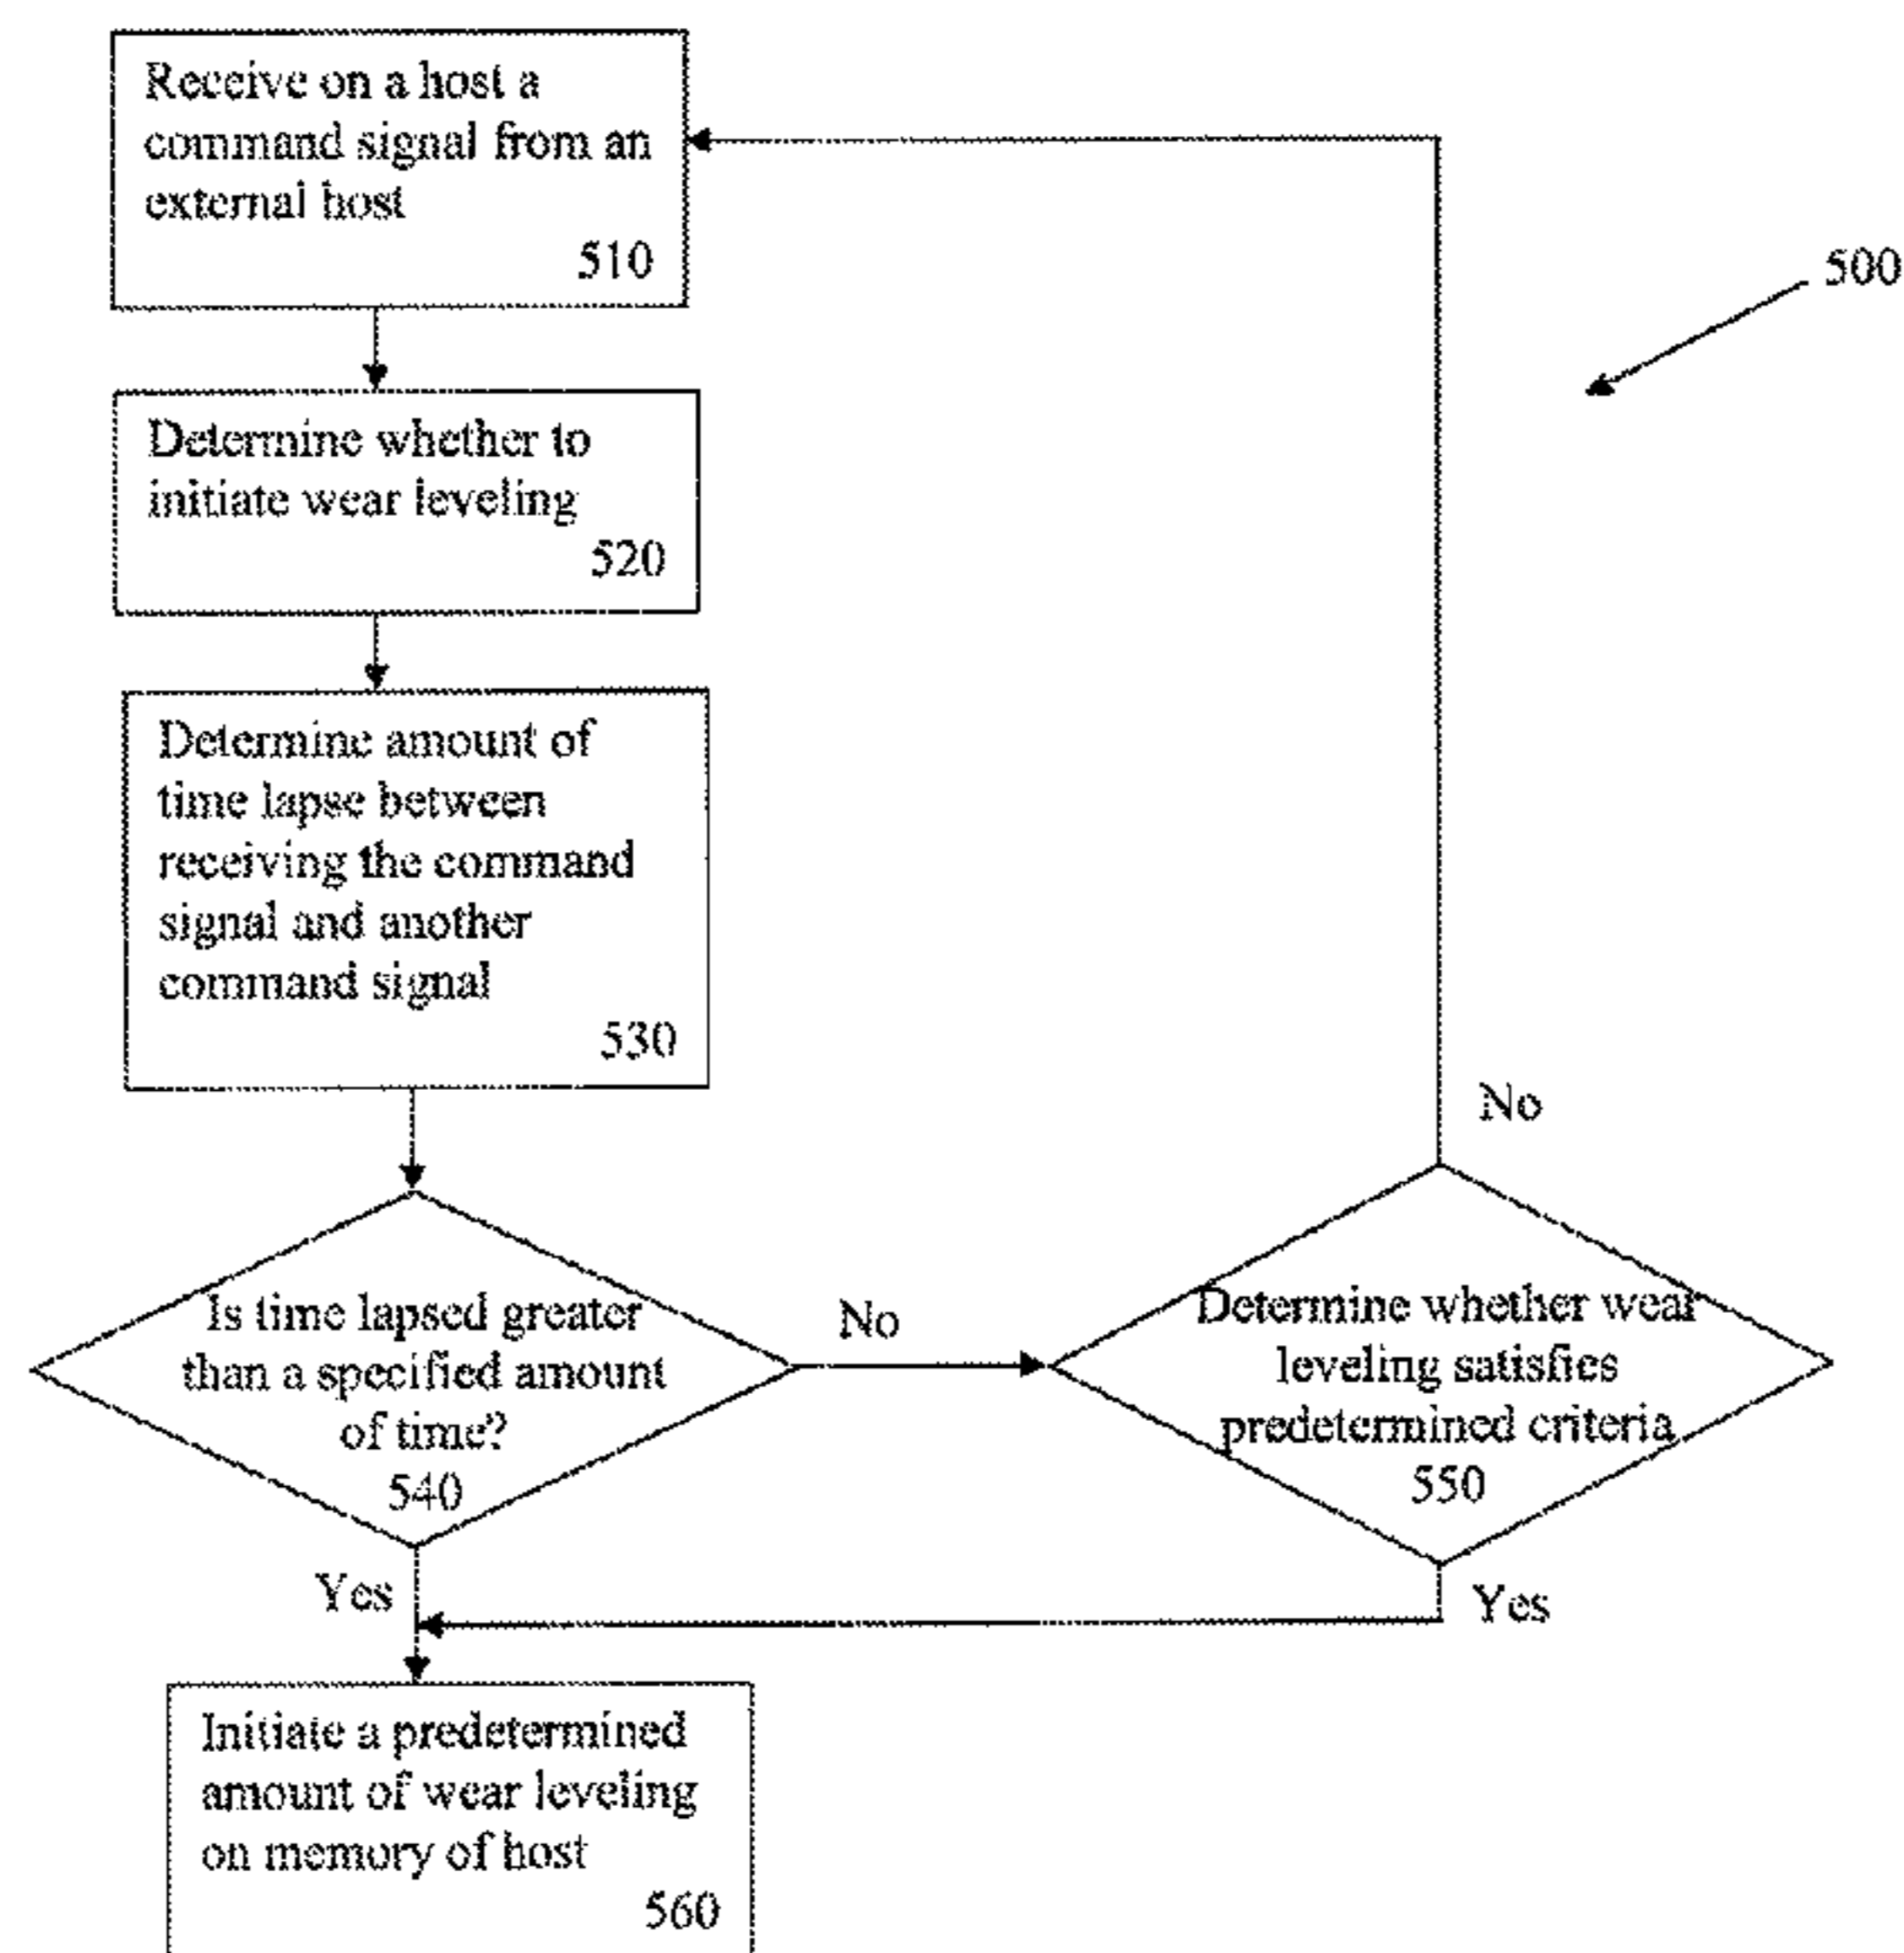 Receive on a host a
command signal from an
external host
510
500
Determine whether to
initiate wear leveling
520
Determine amount of
time lapse between
receiving the command
signal and another
command signal
530
No
Is time lapsed greater
than a specified amount
of time?
540
No
Determine whether wear
leveling satisfies
predetermined criteria
550
Yes
Yes
Initiate a predetermined
amount of wear leveling
on memory of host
560